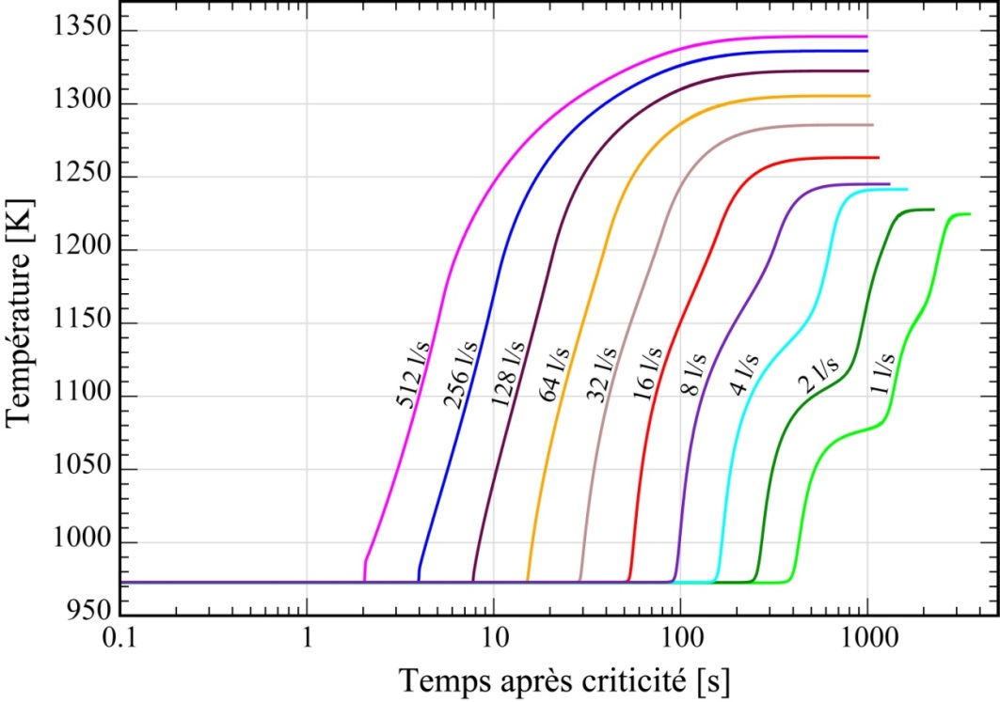 1350
1300
1250
1200
1150
1100
1050
1000
950
Température [K]
512 l/s
256 l/s
128 l/s
64 l/s
32 l/s
16 l/s
8 l/s
4 l/s
2 l/s
1 l/s
0.1 1 10 100 1000
Temps après criticité [s]